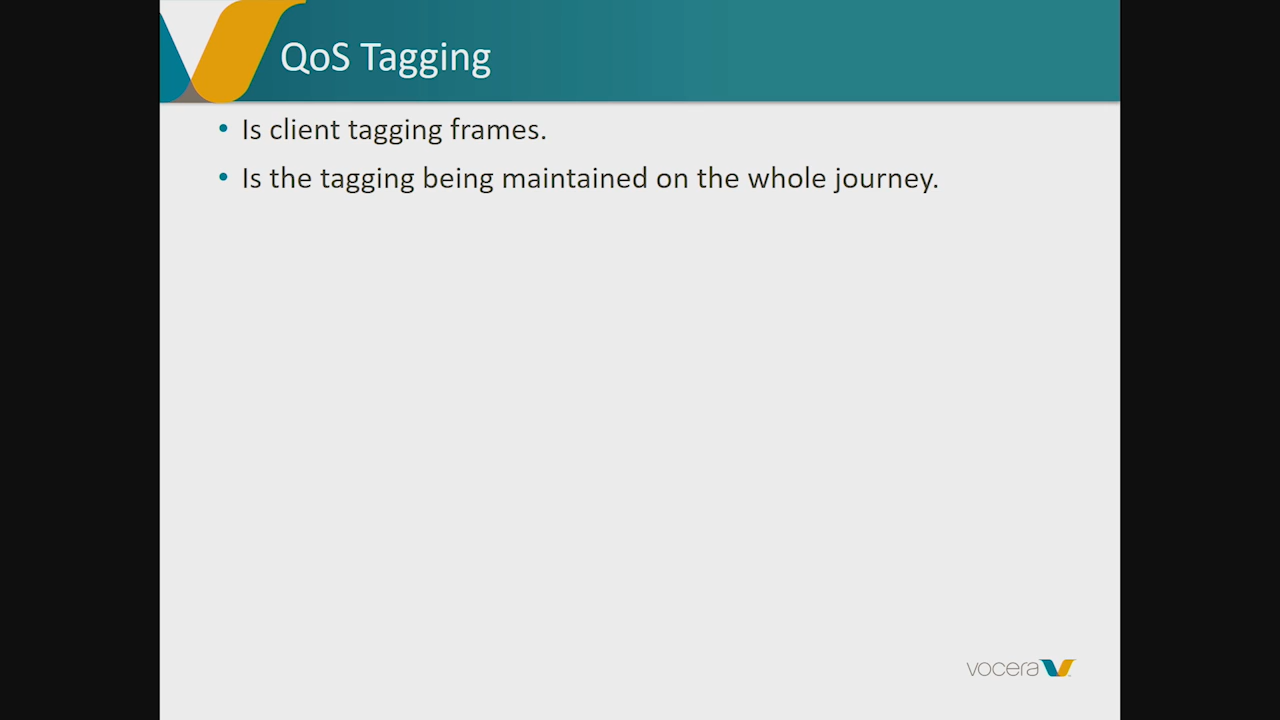 QoS Tagging
• Is client tagging frames.
• Is the tagging being maintained on the whole journey.
vocera